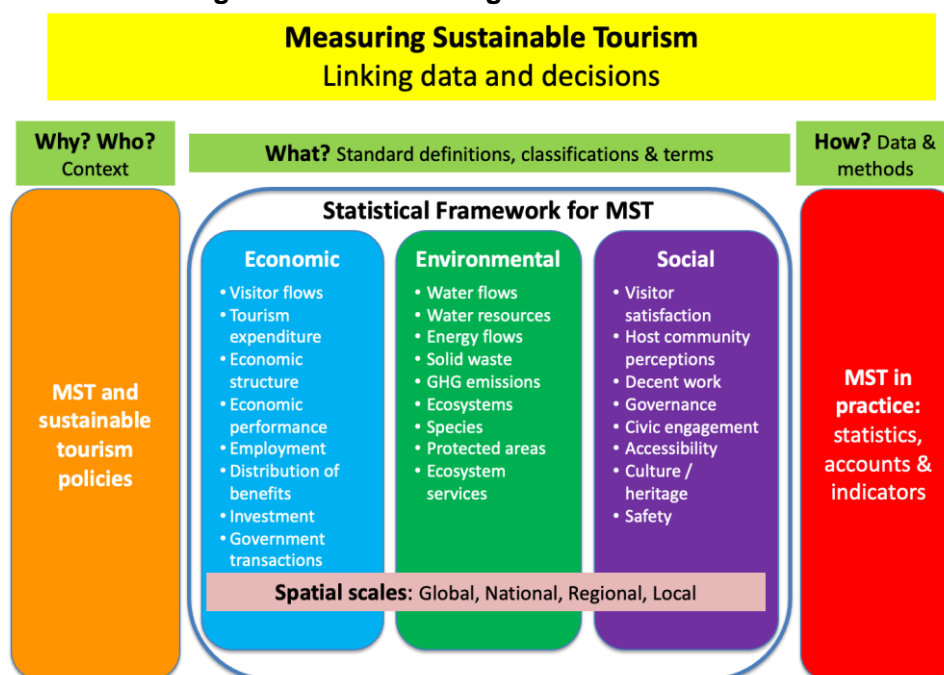 Measuring Sustainable Tourism
Linking data and decisions
Why? Who?
Context
What? Standard definitions, classifications & terms
How? Data &
methods
MST and
sustainable
tourism
policies
Statistical Framework for MST
Economic
• Visitor flows
• Tourism
expenditure
• Economic
structure
• Economic
performance
• Employment
• Distribution of
benefits
• Investment
• Government
transactions
Environmental
• Water flows
• Water resources
• Energy flows
• Solid waste
• GHG emissions
• Ecosystems
• Species
• Protected areas
• Ecosystem
services
Social
• Visitor
satisfaction
• Host community
perceptions
• Decent work
• Governance
• Civic engagement
• Accessibility
• Culture /
heritage
• Safety
Spatial scales: Global, National, Regional, Local
MST in
practice:
statistics,
accounts &
indicators